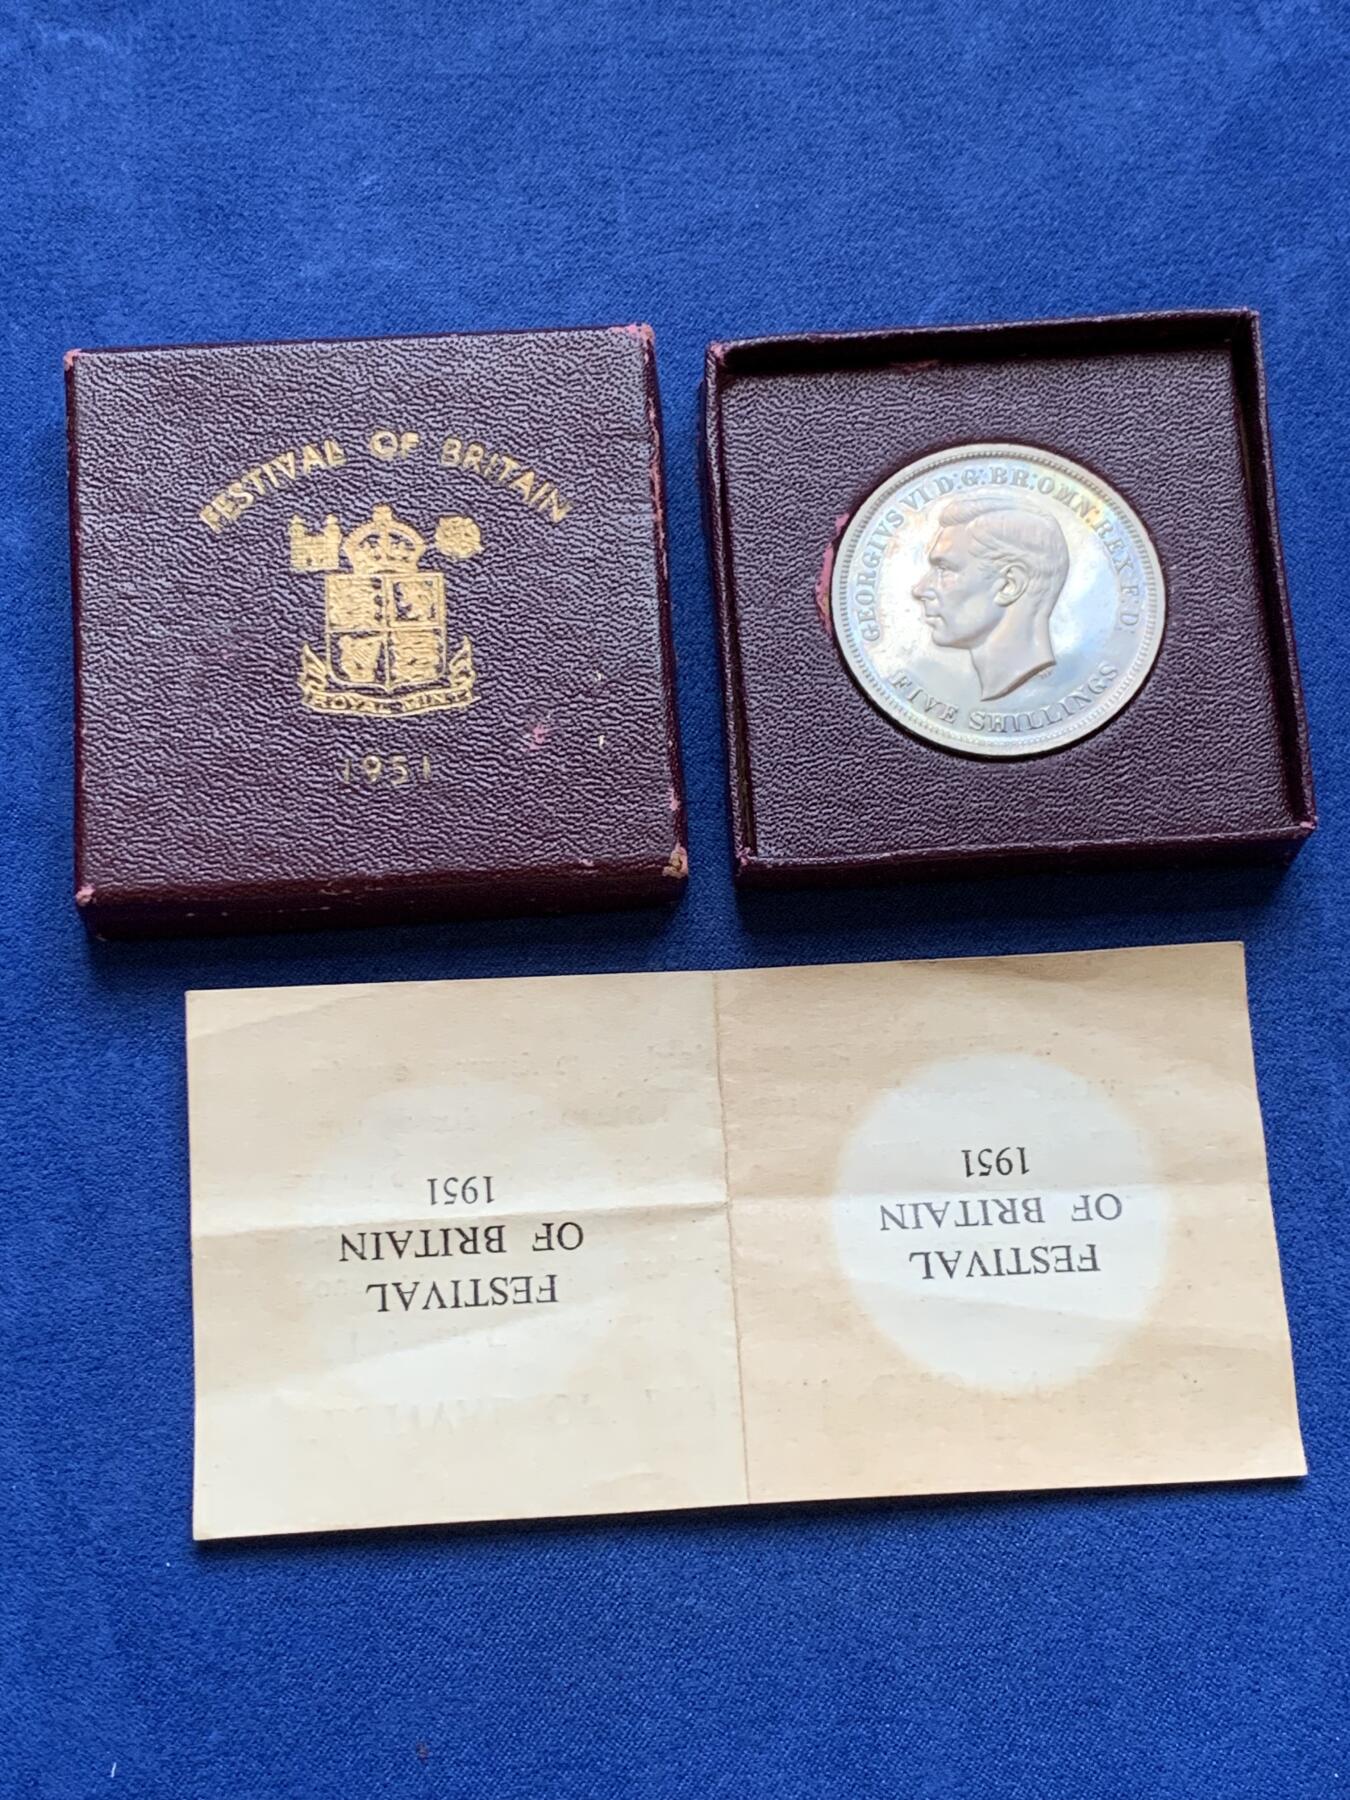 FESTIVAL OF BRITAIN
ROYAL MINT
1951
GEORGIVS VI D:G:BR:OMN:REX F:D:
FIVE SHILLINGS
FESTIVAL
OF BRITAIN
1951
FESTIVAL
OF BRITAIN
1951